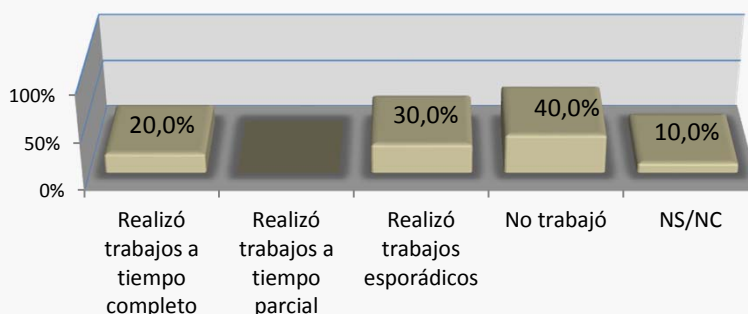 100%
50%
0%
20,0%
30,0%
40,0%
10,0%
Realizó
trabajos a
tiempo
completo
Realizó
trabajos a
tiempo
parcial
Realizó
trabajos
esporádicos
No trabajó
NS/NC